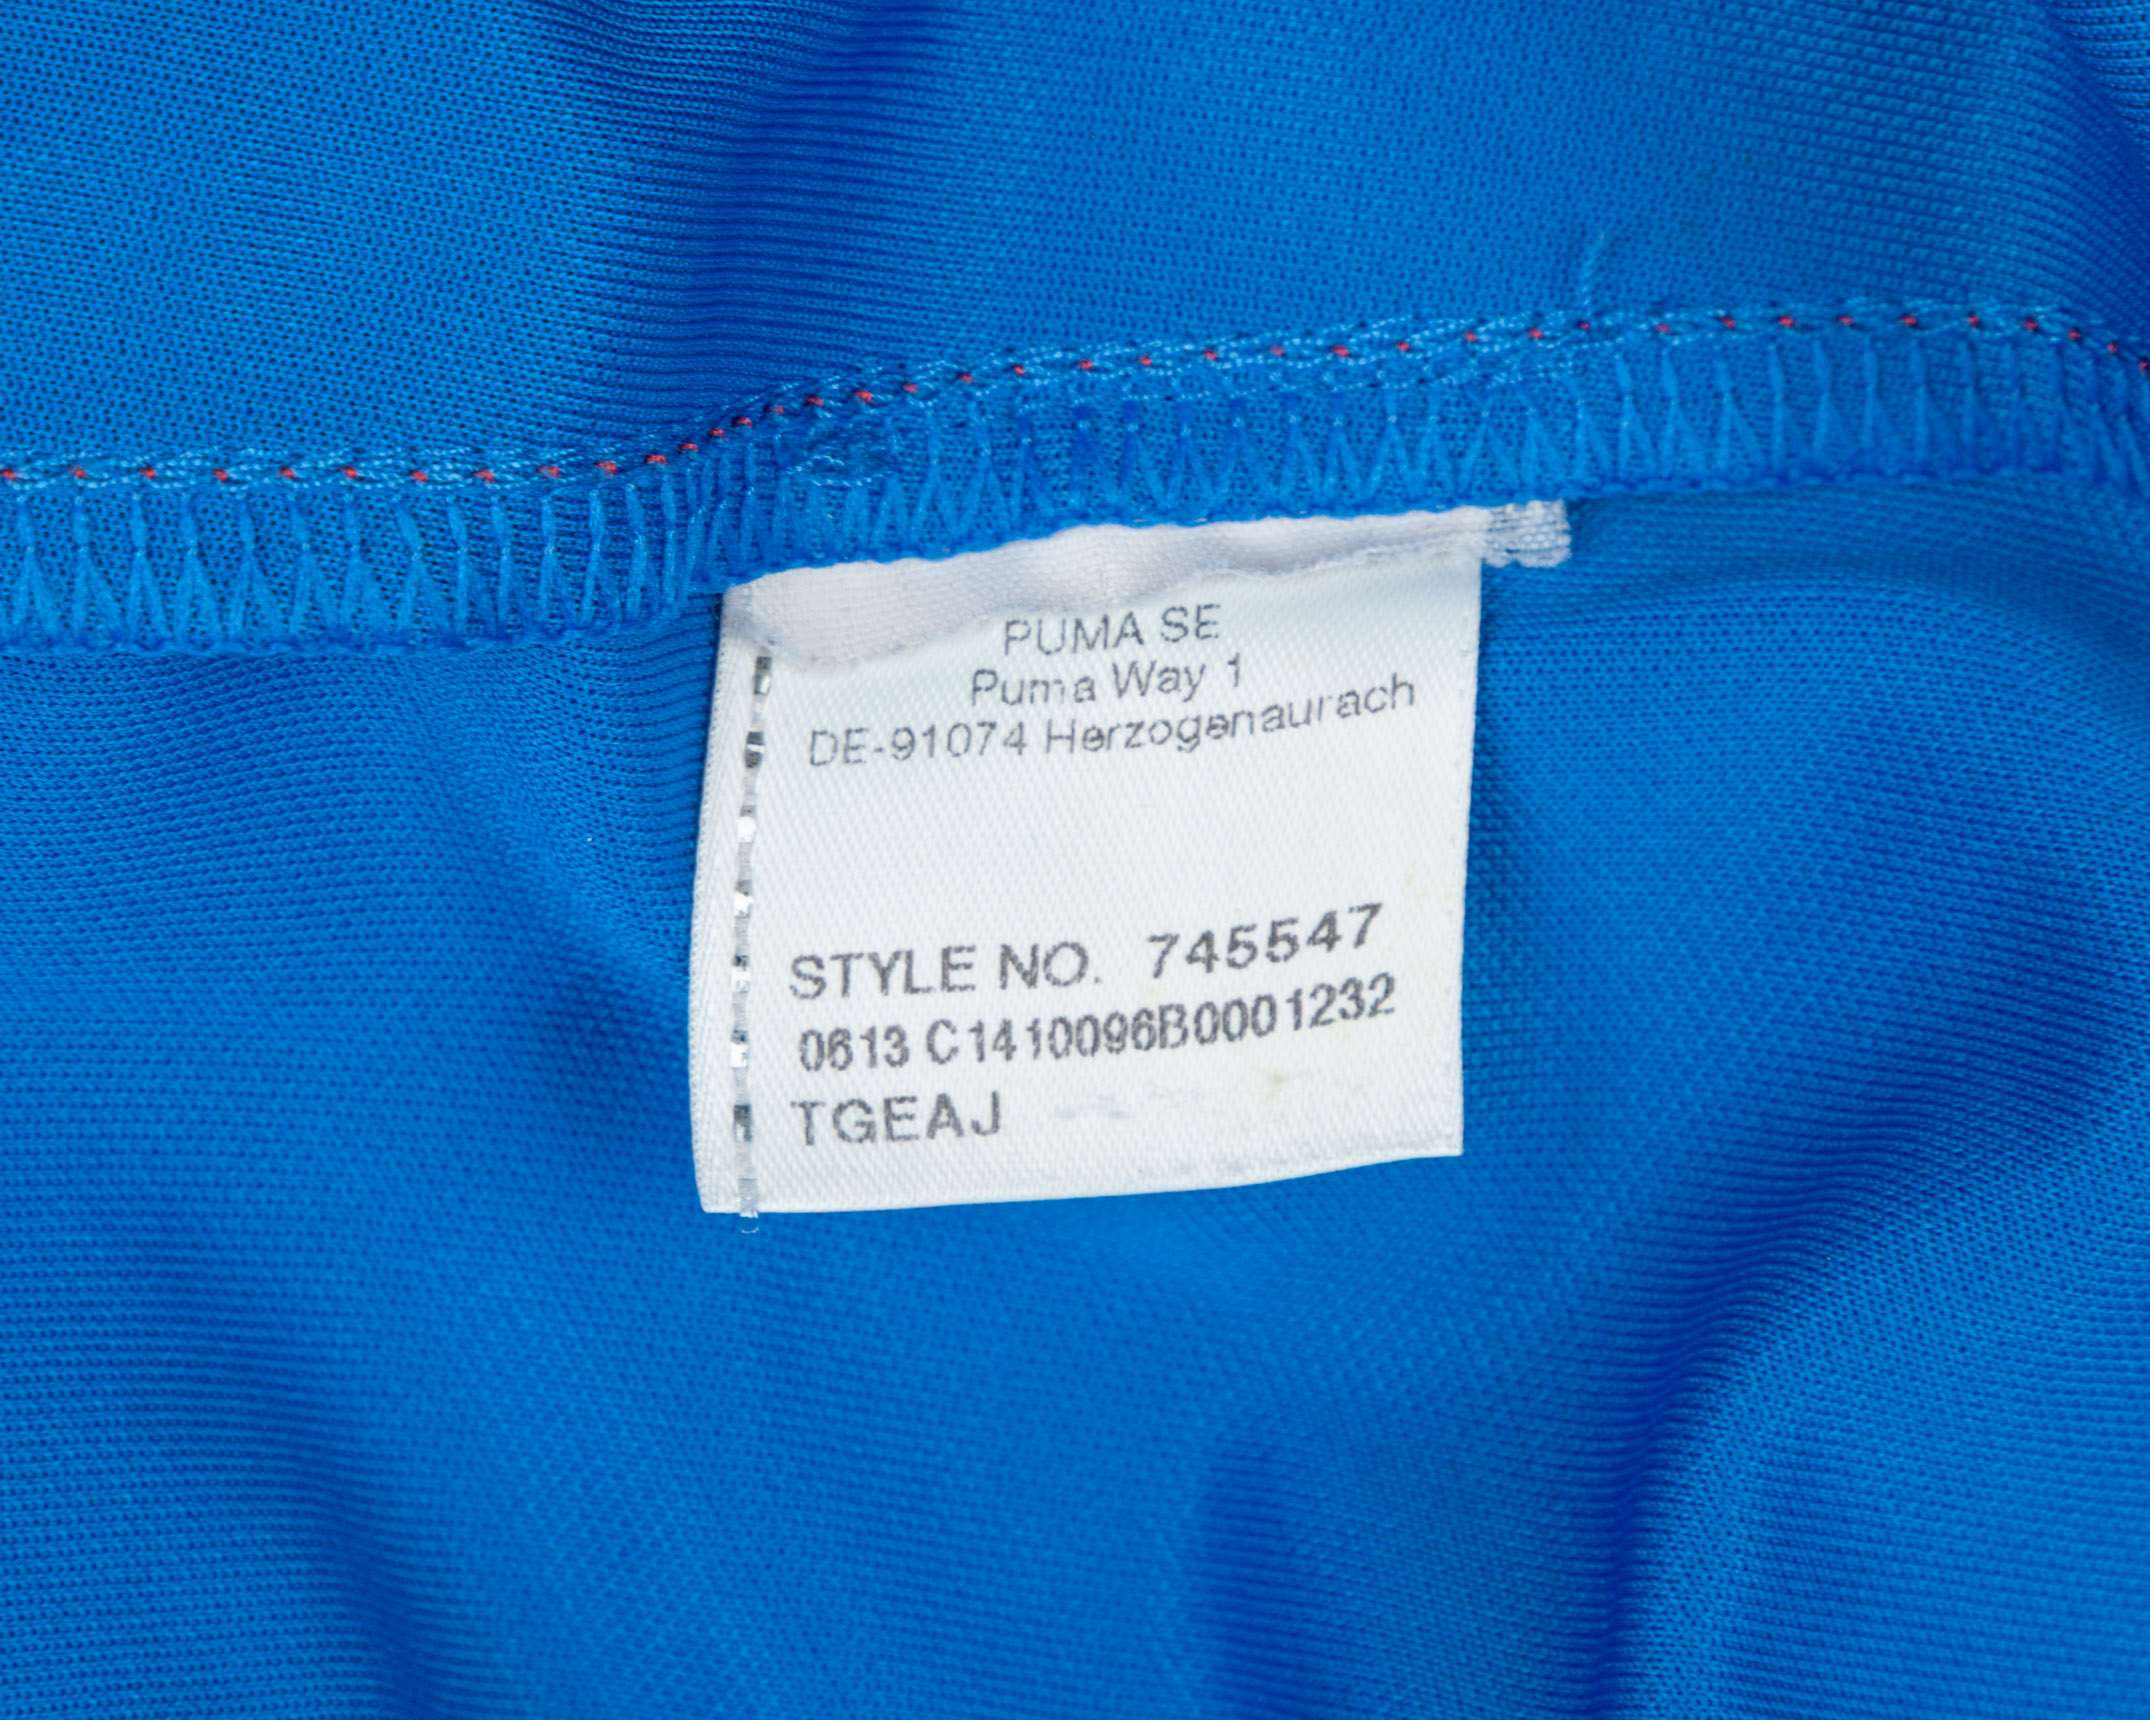 PUMA SE
Puma Way 1
DE-91074 Herzogenaurach
STYLE NO. 745547
0613 C1410096B0001232
TGEAJ